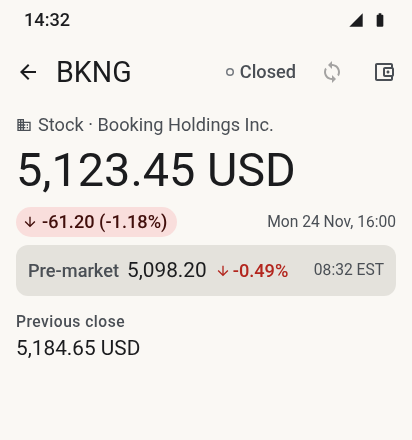 14:32
BKNG
Closed
Stock · Booking Holdings Inc.
5,123.45 USD
-61.20 (-1.18%)
Mon 24 Nov, 16:00
Pre-market 5,098.20 -0.49% 08:32 EST
Previous close
5,184.65 USD